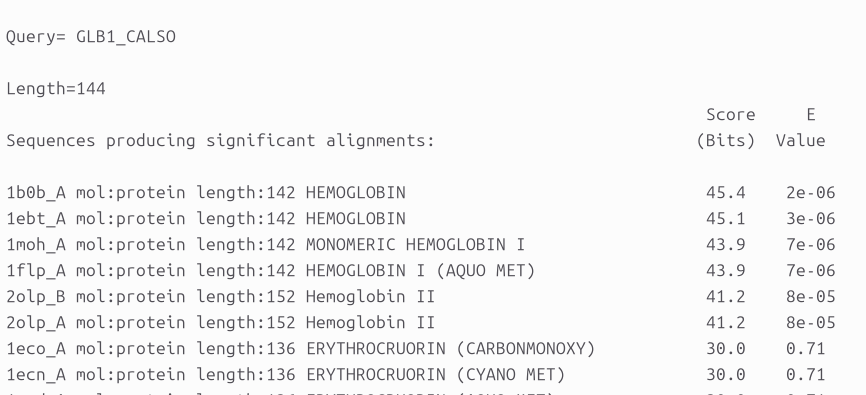 Query= GLB1_CALSO
Length=144
Score E
Sequences producing significant alignments: (Bits) Value
1b0b_A mol:protein length:142 HEMOGLOBIN 45.4 2e-06
1ebt_A mol:protein length:142 HEMOGLOBIN 45.1 3e-06
1moh_A mol:protein length:142 MONOMERIC HEMOGLOBIN I 43.9 7e-06
1flp_A mol:protein length:142 HEMOGLOBIN I (AQUO MET) 43.9 7e-06
2olp_B mol:protein length:152 Hemoglobin II 41.2 8e-05
2olp_A mol:protein length:152 Hemoglobin II 41.2 8e-05
1eco_A mol:protein length:136 ERYTHROCRUORIN (CARBONMONOXY) 30.0 0.71
1ecn_A mol:protein length:136 ERYTHROCRUORIN (CYANO MET) 30.0 0.71